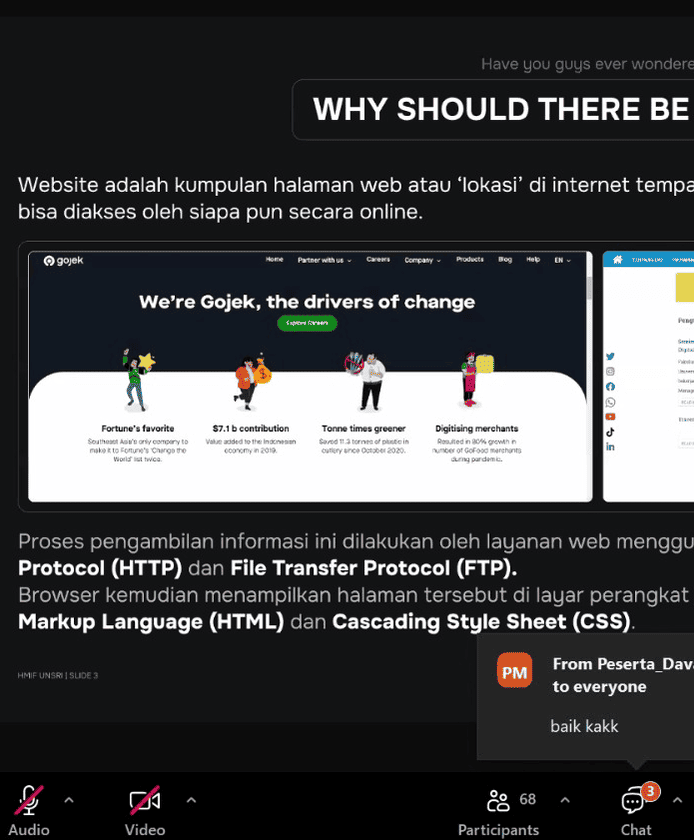 Have you guys ever wondere
WHY SHOULD THERE BE
Website adalah kumpulan halaman web atau ‘lokasi’ di internet tempa
bisa diakses oleh siapa pun secara online.
gojek
Home Partner with us Careers Company Products Blog Help EN
We're Gojek, the drivers of change
Explore Careers
Fortune's favorite
Southeast Asia's only company to
make it to Fortune's 'Change the
World' list twice.
$7.1 b contribution
Value added to the Indonesian
economy in 2019.
Tonne times greener
Saved 11.3 tonnes of plastic in
cutlery since October 2020.
Digitising merchants
Resulted in 80% growth in
number of GoFood merchants
during pandemic.
Proses pengambilan informasi ini dilakukan oleh layanan web menggu
Protocol (HTTP) dan File Transfer Protocol (FTP).
Browser kemudian menampilkan halaman tersebut di layar perangkat
Markup Language (HTML) dan Cascading Style Sheet (CSS).
HMIF UNSRI | SLIDE 3
PM
From Peserta_Dav
to everyone
baik kakk
Audio
Video
68
Participants
3
Chat